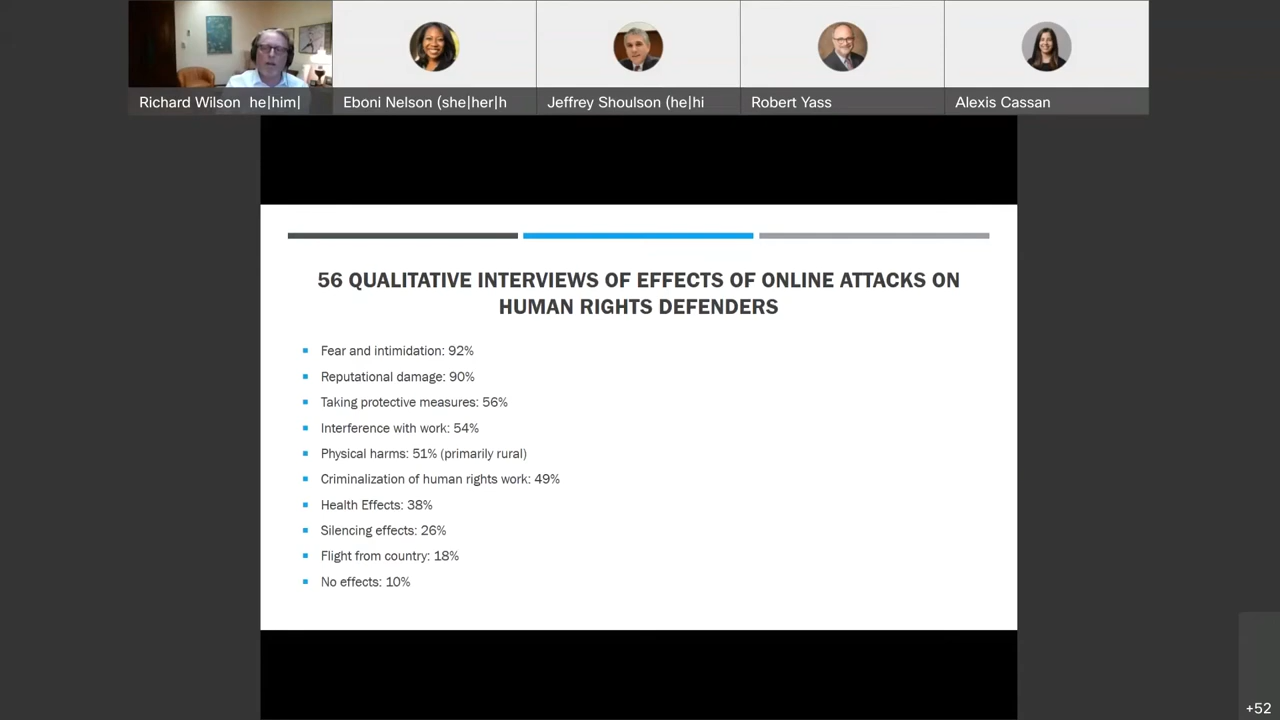 Richard Wilson he|him|
Eboni Nelson (she|her|h
Jeffrey Shoulson (he|hi
Robert Yass
Alexis Cassan
56 QUALITATIVE INTERVIEWS OF EFFECTS OF ONLINE ATTACKS ON
HUMAN RIGHTS DEFENDERS
Fear and intimidation: 92%
Reputational damage: 90%
Taking protective measures: 56%
Interference with work: 54%
Physical harms: 51% (primarily rural)
Criminalization of human rights work: 49%
Health Effects: 38%
Silencing effects: 26%
Flight from country: 18%
No effects: 10%
+52